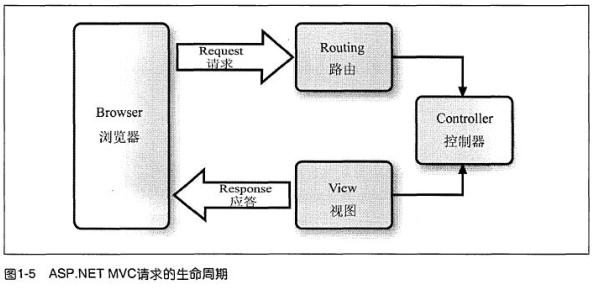 Browser
浏览器
Request
请求
Routing
路由
Controller
控制器
Response
应答
View
视图
图1-5 ASP.NET MVC请求的生命周期